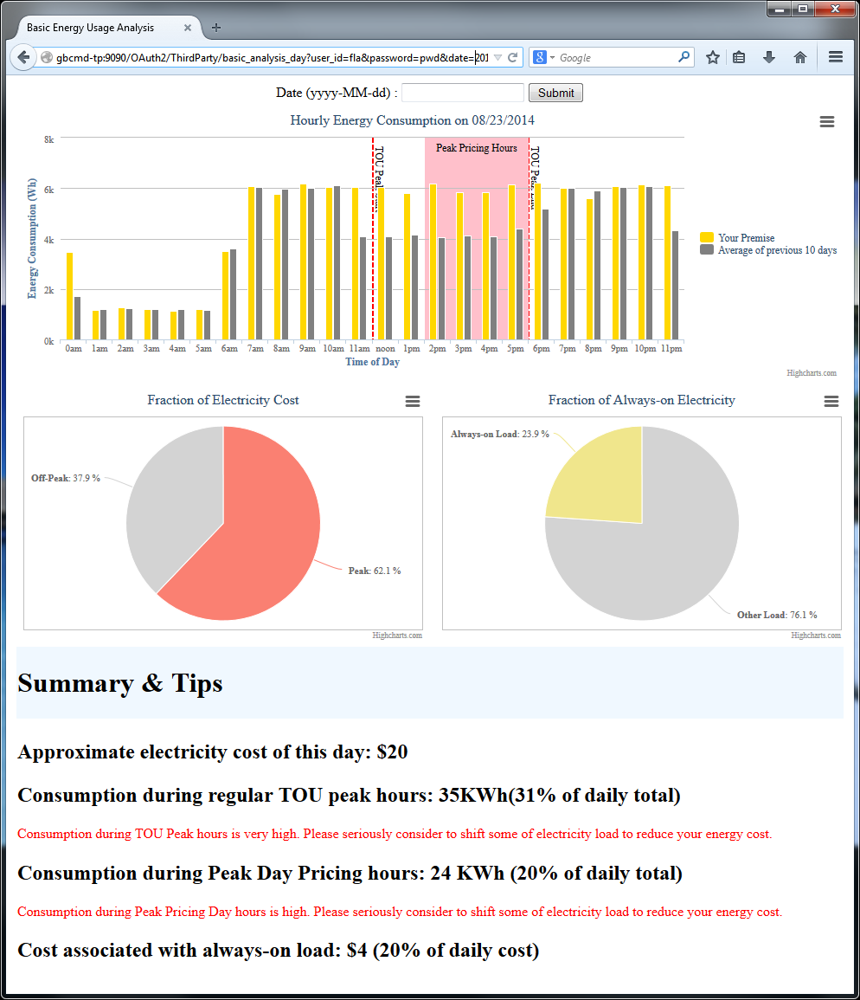 Basic Energy Usage Analysis
gbcmd-tp:9090/OAuth2/ThirdParty/basic_analysis_day?user_id=fla&password=pwd&date=201
Google
Date (yyyy-MM-dd) : Submit
Hourly Energy Consumption on 08/23/2014
Peak Pricing Hours
TOU
TOU
8k
6k
4k
2k
0k
Energy Consumption (Wh)
0am 1am 2am 3am 4am 5am 6am 7am 8am 9am 10am 11am noon 1pm 2pm 3pm 4pm 5pm 6pm 7pm 8pm 9pm 10pm 11pm
Time of Day
Your Premise
Average of previous 10 days
Highcharts.com
Fraction of Electricity Cost
Off-Peak: 37.9 %
Peak: 62.1 %
Highcharts.com
Fraction of Always-on Electricity
Always-on Load: 23.9 %
Other Load: 76.1 %
Highcharts.com
Summary & Tips
Approximate electricity cost of this day: $20
Consumption during regular TOU peak hours: 35KWh(31% of daily total)
Consumption during TOU Peak hours is very high. Please seriously consider to shift some of electricity load to reduce your energy cost.
Consumption during Peak Day Pricing hours: 24 KWh (20% of daily total)
Consumption during Peak Pricing Day hours is high. Please seriously consider to shift some of electricity load to reduce your energy cost.
Cost associated with always-on load: $4 (20% of daily cost)